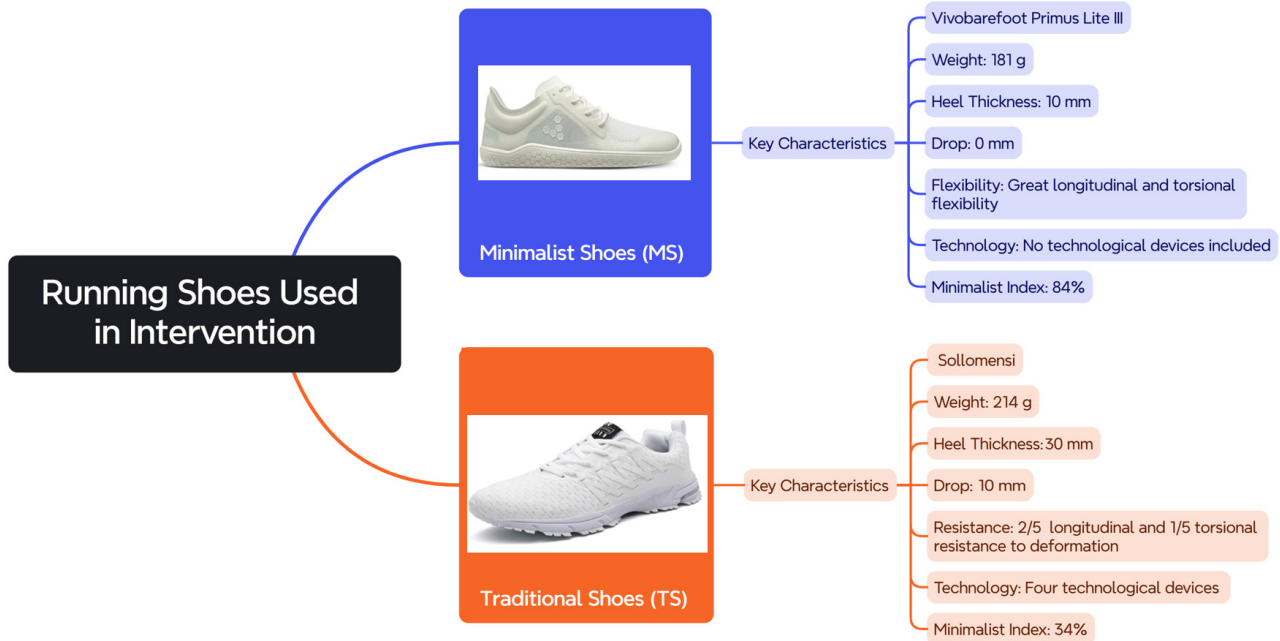 Running Shoes Used
in Intervention
Minimalist Shoes (MS)
Key Characteristics
Vivobarefoot Primus Lite III
Weight: 181 g
Heel Thickness: 10 mm
Drop: 0 mm
Flexibility: Great longitudinal and torsional
flexibility
Technology: No technological devices included
Minimalist Index: 84%
Traditional Shoes (TS)
Key Characteristics
Sollomensi
Weight: 214 g
Heel Thickness: 30 mm
Drop: 10 mm
Resistance: 2/5 longitudinal and 1/5 torsional
resistance to deformation
Technology: Four technological devices
Minimalist Index: 34%